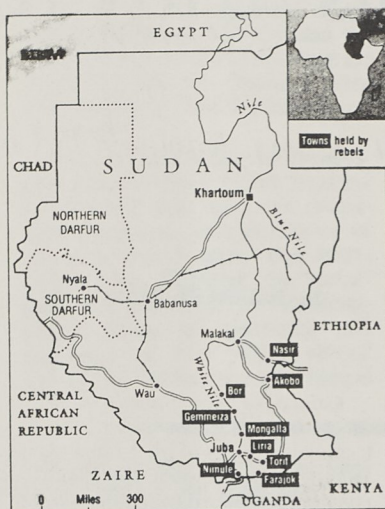 EGYPT
Nile
Towns held by
rebels
CHAD
SUDAN
Khartoum
Blue Nile
NORTHERN
DARFUR
Nyala
SOUTHERN
DARFUR
Babanusa
ETHIOPIA
Malakal
Nasir
White Nile
Akobo
Bor
Wau
CENTRAL
AFRICAN
REPUBLIC
Gemmeiza
Mongalla
Juba
Liria
Torit
Nimule
Farajok
ZAIRE
KENYA
0 Miles 300
UGANDA